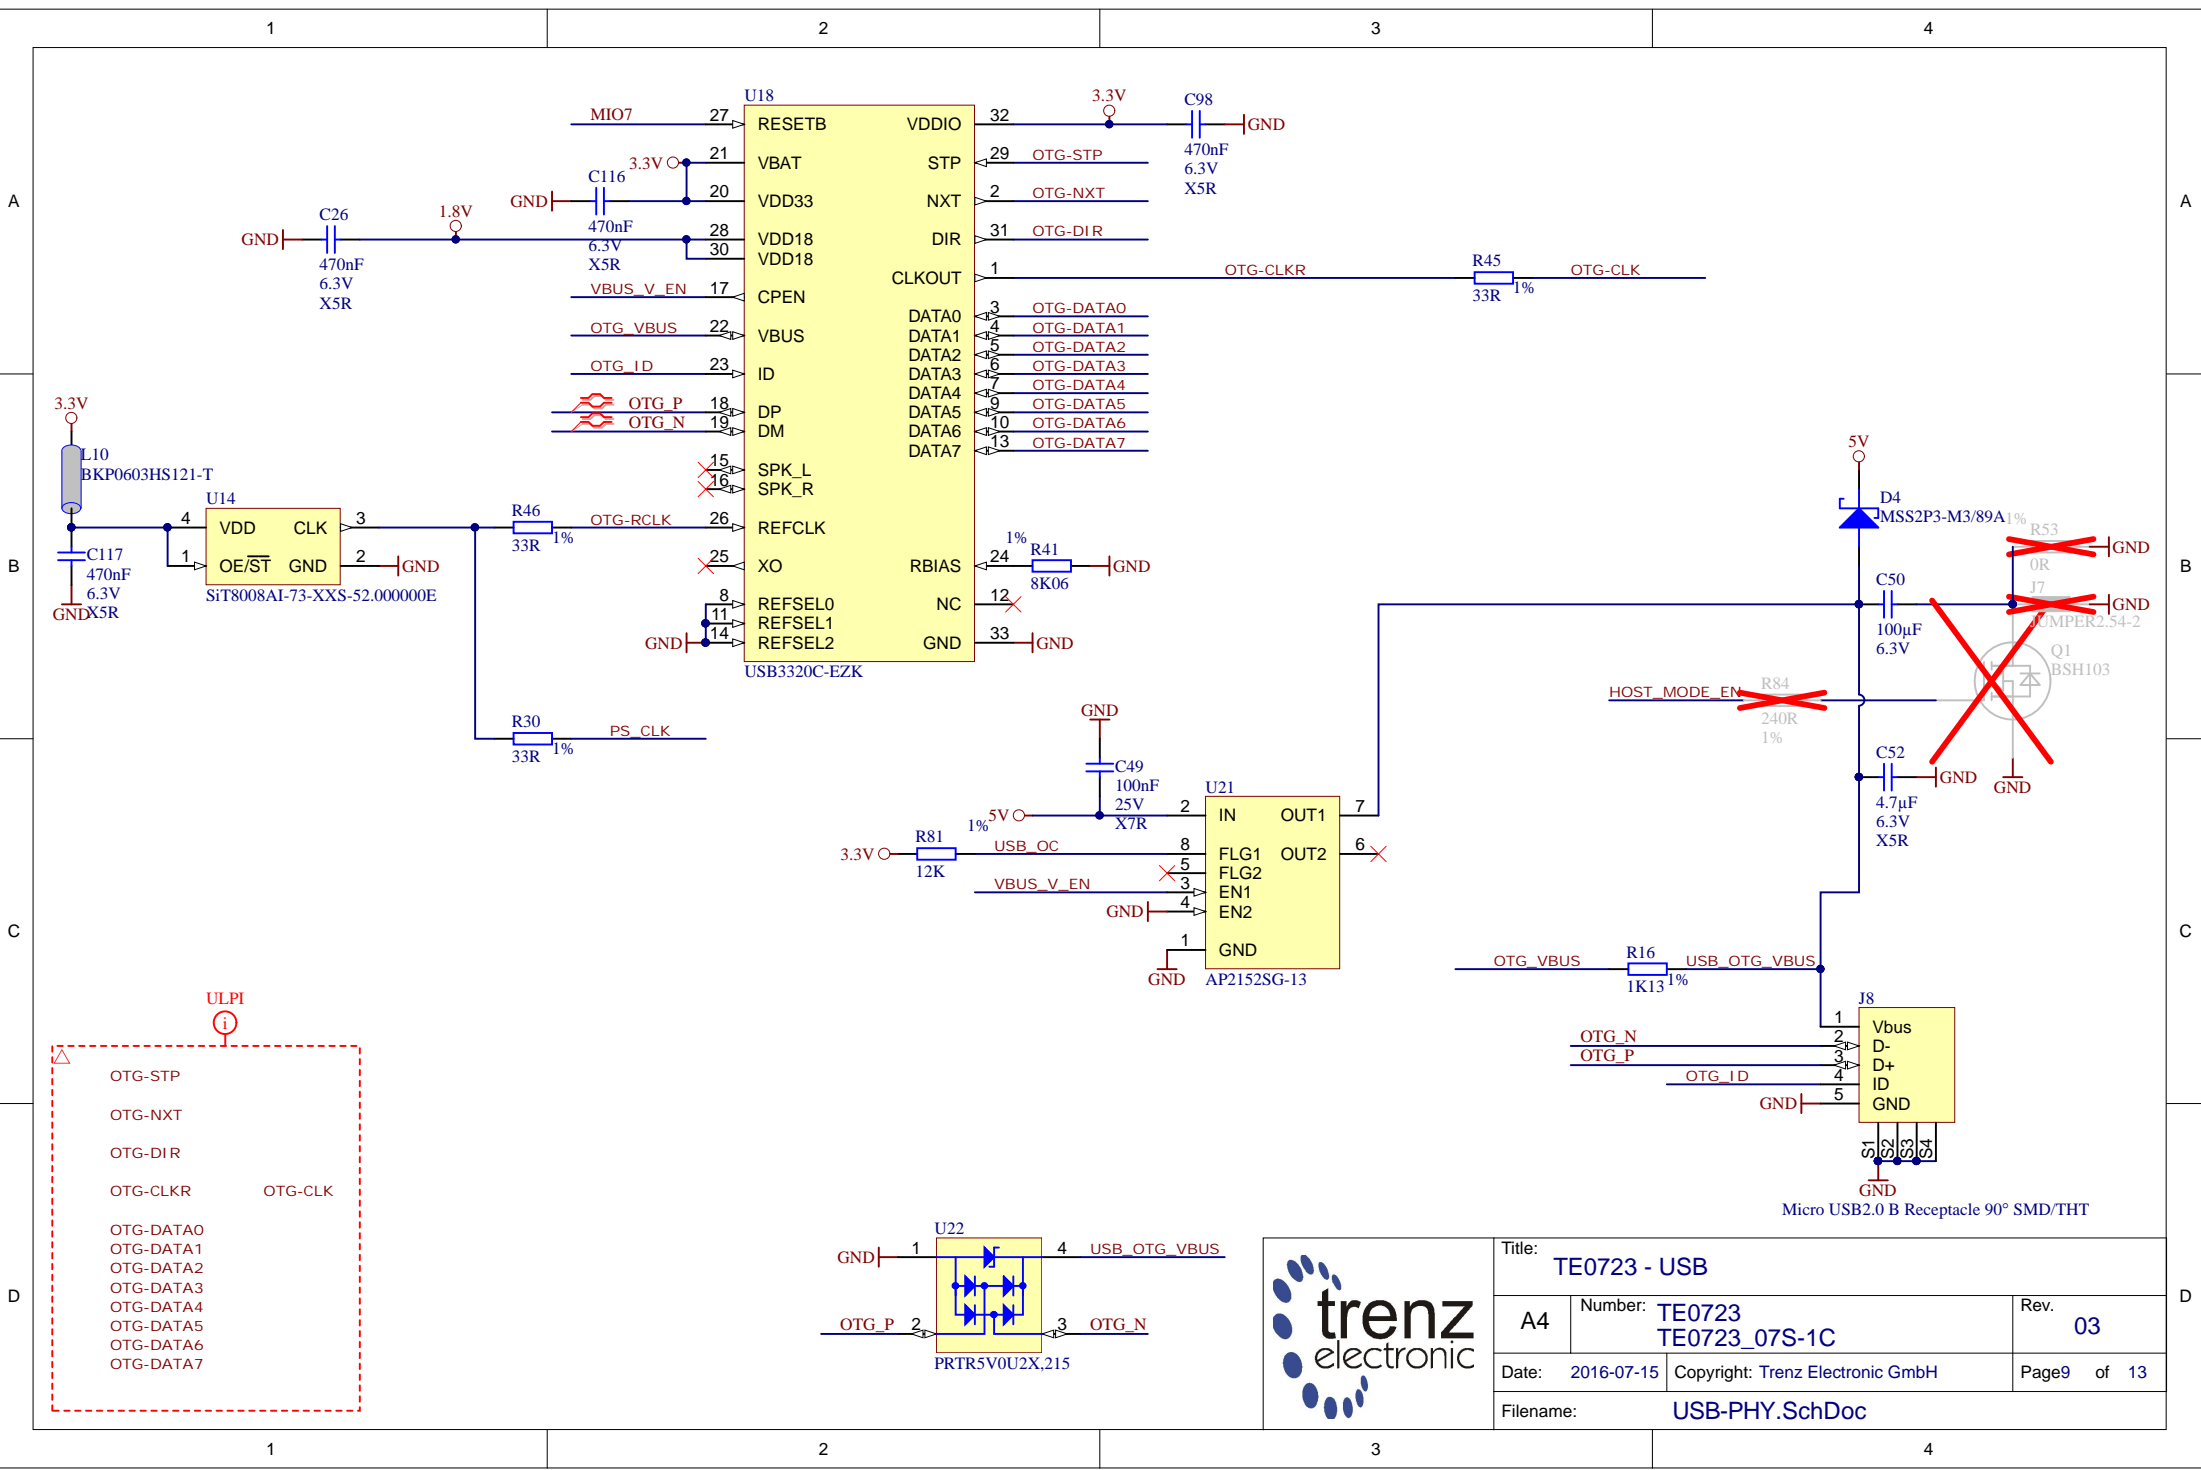 1 2 3 4
A A
B B
C C
D D
1 2 3 4
U18
USB3320C-EZK
MIO7 27 RESETB
3.3V 21 VBAT
20 VDD33
28 VDD18
30 VDD18
VBUS_V_EN 17 CPEN
OTG_VBUS 22 VBUS
OTG_ID 23 ID
OTG_P 18 DP
OTG_N 19 DM
15 SPK_L
16 SPK_R
OTG-RCLK 26 REFCLK
25 XO
8 REFSEL0
11 REFSEL1
GND 14 REFSEL2
VDDIO 32 3.3V
STP 29 OTG-STP
NXT 2 OTG-NXT
DIR 31 OTG-DIR
CLKOUT 1 OTG-CLKR
DATA0 3 OTG-DATA0
DATA1 4 OTG-DATA1
DATA2 5 OTG-DATA2
DATA3 6 OTG-DATA3
DATA4 7 OTG-DATA4
DATA5 9 OTG-DATA5
DATA6 10 OTG-DATA6
DATA7 13 OTG-DATA7
RBIAS 24
NC 12
GND 33 GND
C98
GND
470nF
6.3V
X5R
C116
GND
470nF
6.3V
X5R
C26
1.8V
GND
470nF
6.3V
X5R
R45
33R 1%
OTG-CLK
3.3V
L10
BKP0603HS121-T
C117
470nF
6.3V
X5R
GND
U14
4 VDD CLK 3
1 OE/ST GND 2 GND
SiT8008AI-73-XXS-52.000000E
R46
33R 1%
R30
33R 1%
PS_CLK
1% R41
8K06
GND
5V
D4
MSS2P3-M3/89A
1%
R53
0R
GND
J7
JUMPER2.54-2
GND
C50
100µF
6.3V
Q1
BSH103
GND
HOST_MODE_EN
R84
240R
1%
C52
GND
4.7µF
6.3V
X5R
GND
C49
100nF
25V
X7R
5V
U21
2 IN OUT1 7
8 FLG1 OUT2 6
5 FLG2
3 EN1
4 EN2
1 GND
AP2152SG-13
3.3V
R81
1%
12K
USB_OC
VBUS_V_EN
GND
GND
OTG_VBUS
R16
1K13 1%
USB_OTG_VBUS
J8
1 Vbus
OTG_N 2 D-
OTG_P 3 D+
OTG_ID 4 ID
GND 5 GND
S1 S2 S3 S4
GND
Micro USB2.0 B Receptacle 90° SMD/THT
ULPI
i
OTG-STP
OTG-NXT
OTG-DIR
OTG-CLKR OTG-CLK
OTG-DATA0
OTG-DATA1
OTG-DATA2
OTG-DATA3
OTG-DATA4
OTG-DATA5
OTG-DATA6
OTG-DATA7
U22
GND 1 4 USB_OTG_VBUS
OTG_P 2 3 OTG_N
PRTR5V0U2X,215
trenz
electronic
Title:
TE0723 - USB
A4
Number: TE0723
TE0723_07S-1C
Rev.
03
Date: 2016-07-15
Copyright: Trenz Electronic GmbH
Page9 of 13
Filename: USB-PHY.SchDoc